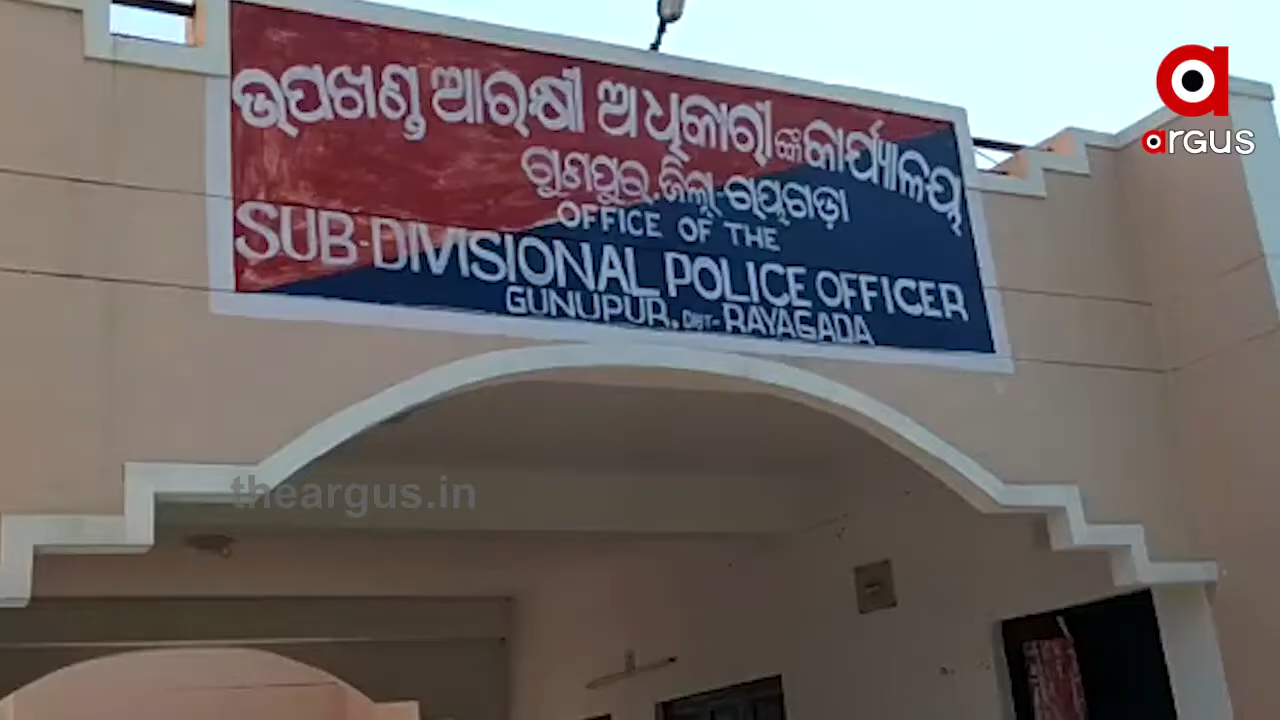 ଉପଖଣ୍ଡ ଆରକ୍ଷୀ ଅଧିକାରୀଙ୍କ କାର୍ଯ୍ୟାଳୟ
ଗୁଣପୁର.ଜିଲ୍ଲା-ରାୟଗଡ଼ା
OFFICE OF THE
SUB-DIVISIONAL POLICE OFFICER
GUNUPUR. DIST- RAYAGADA
argus
theargus.in